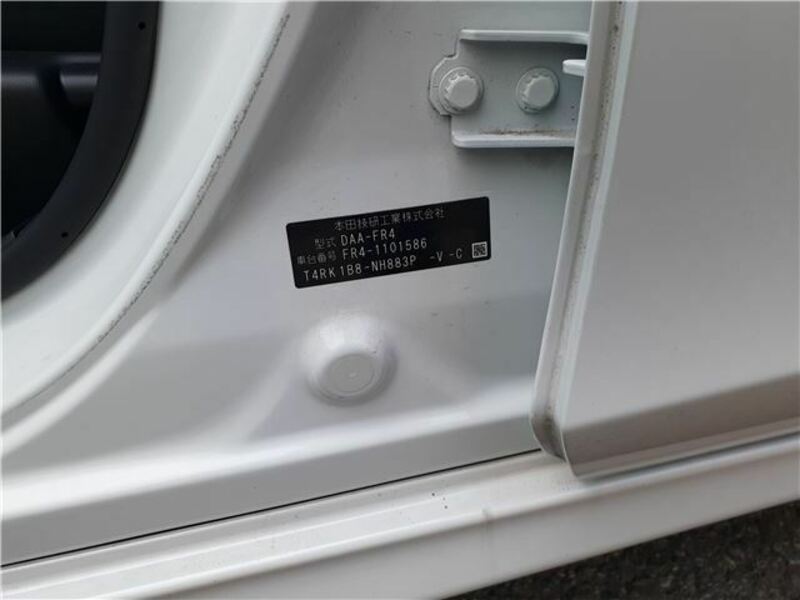 本田技研工業株式会社
型式 DAA-FR4
車台番号 FR4-1101586
T4RK1B8-NH883P -V -C